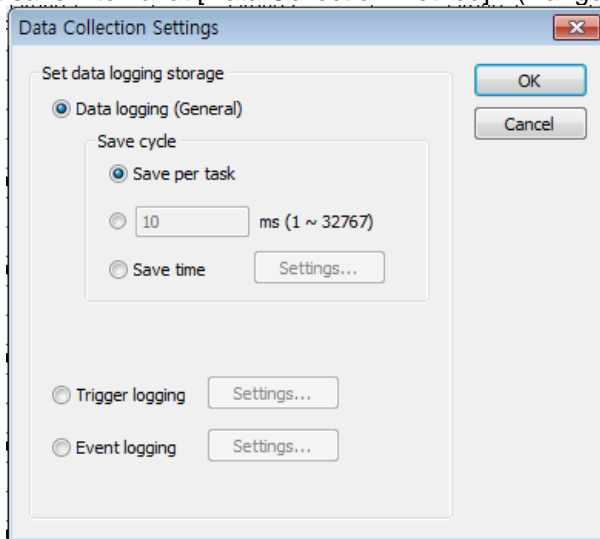 Data Collection Settings
Set data logging storage
OK
Data logging (General)
Cancel
Save cycle
Save per task
10 ms (1 ~ 32767)
Save time Settings...
Trigger logging Settings...
Event logging Settings...